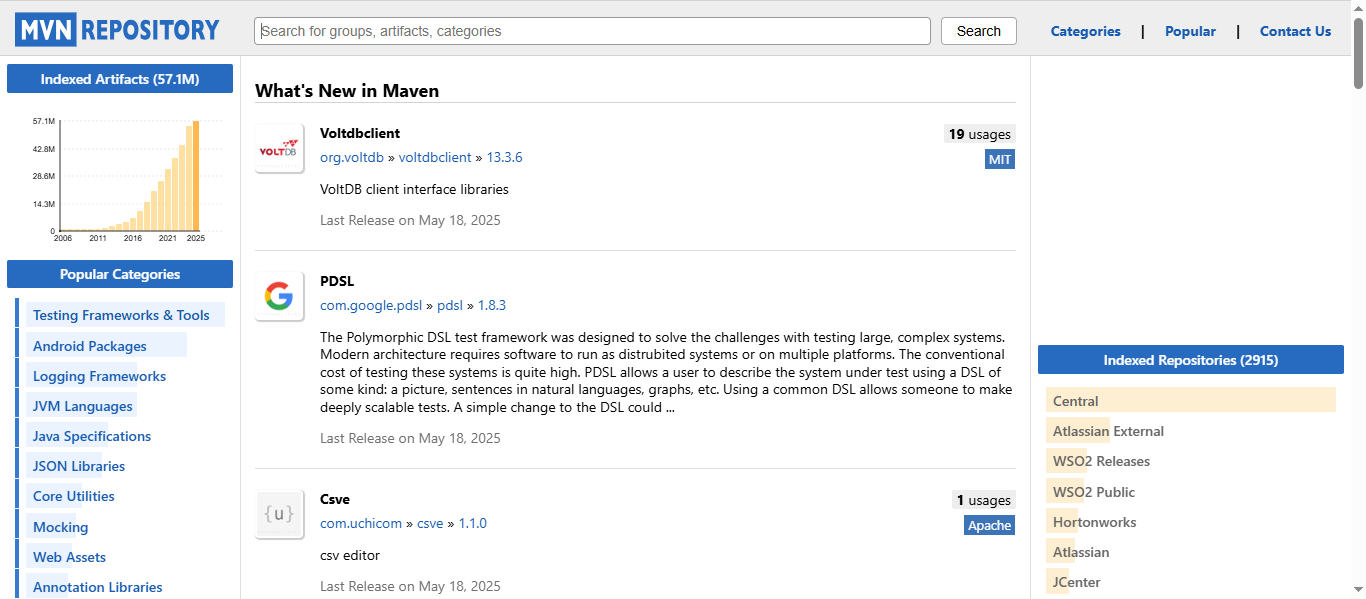 MVN REPOSITORY
Search for groups, artifacts, categories
Search
Categories | Popular | Contact Us
Indexed Artifacts (57.1M)
57.1M
42.8M
28.6M
14.3M
0
2006 2011 2016 2021 2025
Popular Categories
Testing Frameworks & Tools
Android Packages
Logging Frameworks
JVM Languages
Java Specifications
JSON Libraries
Core Utilities
Mocking
Web Assets
Annotation Libraries
What's New in Maven
VOLTDB
Voltdbclient
19 usages
org.voltdb » voltdbclient » 13.3.6
MIT
VoltDB client interface libraries
Last Release on May 18, 2025
G
PDSL
com.google.pdsl » pdsl » 1.8.3
The Polymorphic DSL test framework was designed to solve the challenges with testing large, complex systems.
Modern architecture requires software to run as distrubited systems or on multiple platforms. The conventional
cost of testing these systems is quite high. PDSL allows a user to describe the system under test using a DSL of
some kind: a picture, sentences in natural languages, graphs, etc. Using a common DSL allows someone to make
deeply scalable tests. A simple change to the DSL could ...
Last Release on May 18, 2025
{u}
Csve
1 usages
com.uchicom » csve » 1.1.0
Apache
csv editor
Last Release on May 18, 2025
Indexed Repositories (2915)
Central
Atlassian External
WSO2 Releases
WSO2 Public
Hortonworks
Atlassian
JCenter